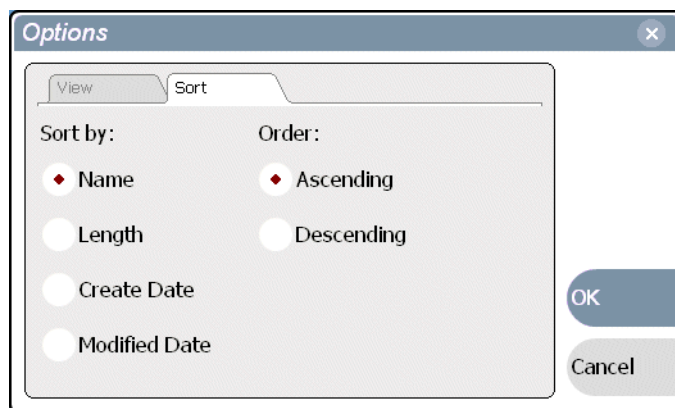 Options
View Sort
Sort by: Order:
Name Ascending
Length Descending
Create Date
Modified Date
OK
Cancel